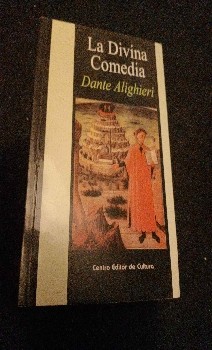 La Divina
Comedia
Dante Alighieri
Centro Editor de Cultura